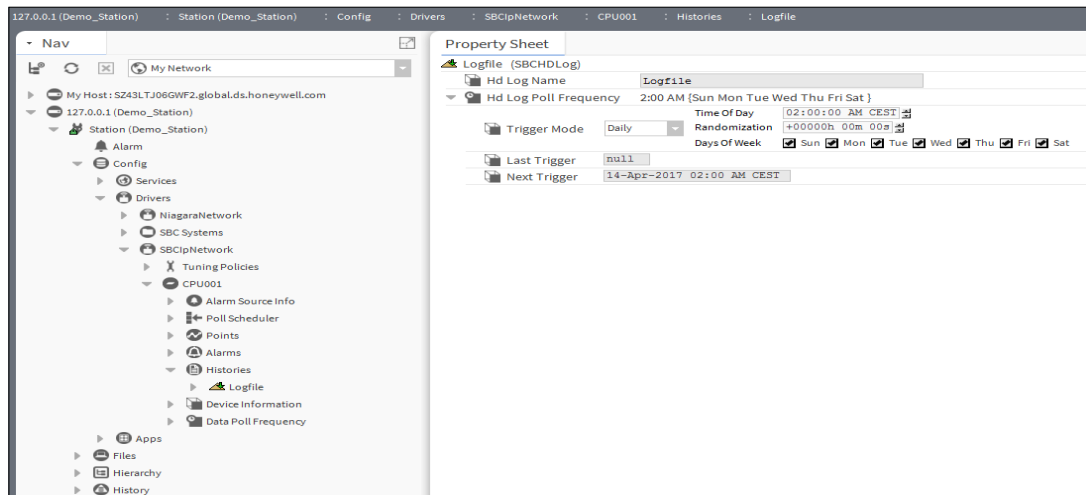 127.0.0.1 (Demo_Station) : Station (Demo_Station) : Config : Drivers : SBCIpNetwork : CPU001 : Histories : Logfile
Nav
My Network
My Host : SZ43LTJ06GWF2.global.ds.honeywell.com
127.0.0.1 (Demo_Station)
Station (Demo_Station)
Alarm
Config
Services
Drivers
NiagaraNetwork
SBC Systems
SBCIpNetwork
Tuning Policies
CPU001
Alarm Source Info
Poll Scheduler
Points
Alarms
Histories
Logfile
Device Information
Data Poll Frequency
Apps
Files
Hierarchy
History
Property Sheet
Logfile (SBCHDLog)
Hd Log Name Logfile
Hd Log Poll Frequency 2:00 AM {Sun Mon Tue Wed Thu Fri Sat }
Trigger Mode Daily
Time Of Day 02:00:00 AM CEST
Randomization +00000h 00m 00s
Days Of Week Sun Mon Tue Wed Thu Fri Sat
Last Trigger null
Next Trigger 14-Apr-2017 02:00 AM CEST